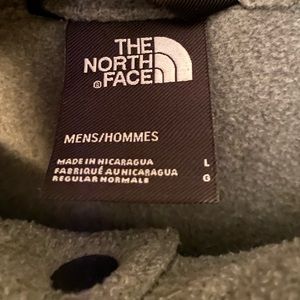 THE
NORTH
FACE
®
MENS/HOMMES
MADE IN NICARAGUA L
FABRIQUÉ AU NICARAGUA G
REGULAR NORMALE